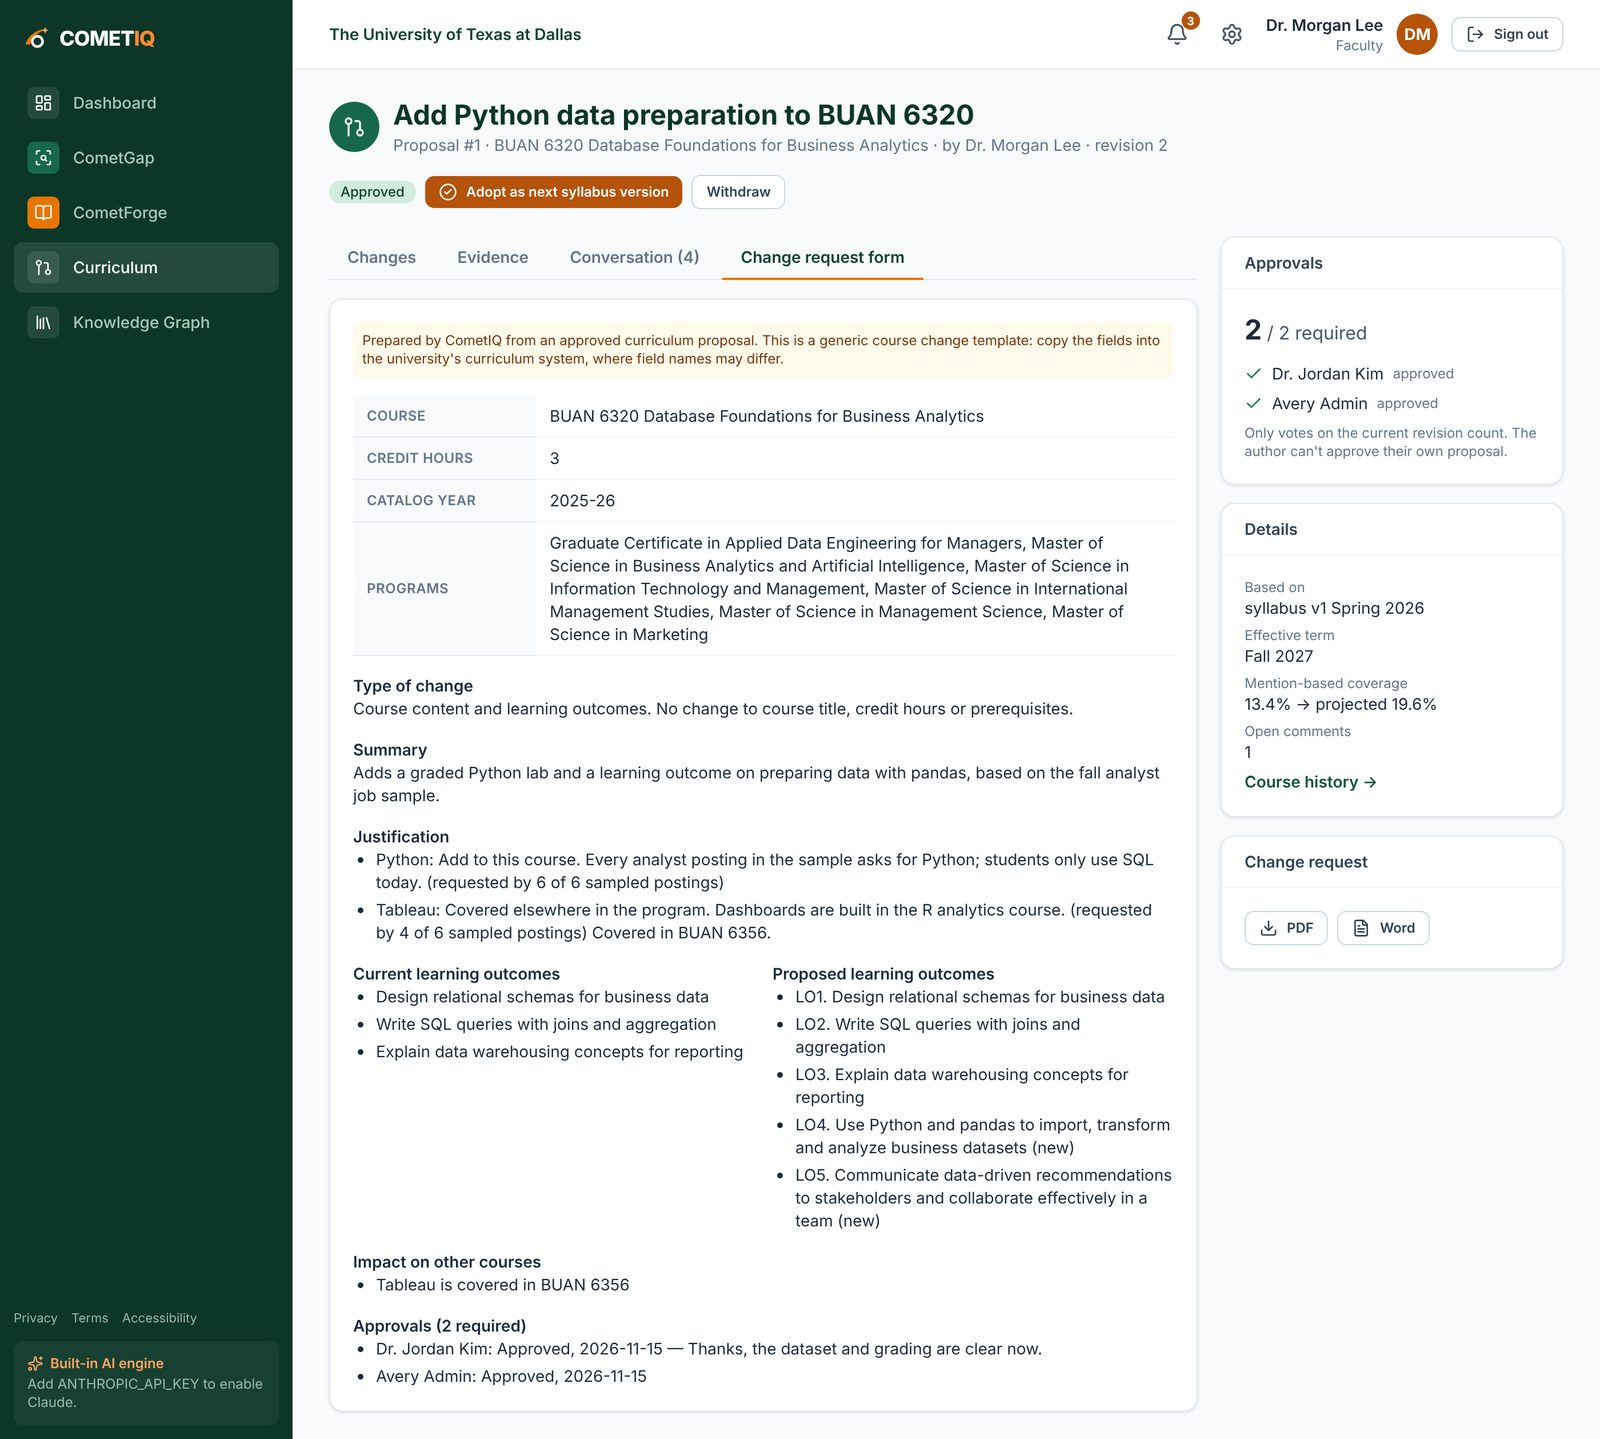 COMETIQ
Dashboard
CometGap
CometForge
Curriculum
Knowledge Graph
Privacy Terms Accessibility
Built-in AI engine
Add ANTHROPIC_API_KEY to enable
Claude.
The University of Texas at Dallas
3
Dr. Morgan Lee
Faculty
DM
Sign out
Add Python data preparation to BUAN 6320
Proposal #1 · BUAN 6320 Database Foundations for Business Analytics · by Dr. Morgan Lee · revision 2
Approved
Adopt as next syllabus version
Withdraw
Changes Evidence Conversation (4) Change request form
Prepared by CometIQ from an approved curriculum proposal. This is a generic course change template: copy the fields into
the university's curriculum system, where field names may differ.
COURSE BUAN 6320 Database Foundations for Business Analytics
CREDIT HOURS 3
CATALOG YEAR 2025-26
PROGRAMS
Graduate Certificate in Applied Data Engineering for Managers, Master of
Science in Business Analytics and Artificial Intelligence, Master of Science in
Information Technology and Management, Master of Science in International
Management Studies, Master of Science in Management Science, Master of
Science in Marketing
Type of change
Course content and learning outcomes. No change to course title, credit hours or prerequisites.
Summary
Adds a graded Python lab and a learning outcome on preparing data with pandas, based on the fall analyst
job sample.
Justification
• Python: Add to this course. Every analyst posting in the sample asks for Python; students only use SQL
today. (requested by 6 of 6 sampled postings)
• Tableau: Covered elsewhere in the program. Dashboards are built in the R analytics course. (requested
by 4 of 6 sampled postings) Covered in BUAN 6356.
Current learning outcomes
• Design relational schemas for business data
• Write SQL queries with joins and aggregation
• Explain data warehousing concepts for reporting
Proposed learning outcomes
• LO1. Design relational schemas for business data
• LO2. Write SQL queries with joins and
aggregation
• LO3. Explain data warehousing concepts for
reporting
• LO4. Use Python and pandas to import, transform
and analyze business datasets (new)
• LO5. Communicate data-driven recommendations
to stakeholders and collaborate effectively in a
team (new)
Impact on other courses
• Tableau is covered in BUAN 6356
Approvals (2 required)
• Dr. Jordan Kim: Approved, 2026-11-15 — Thanks, the dataset and grading are clear now.
• Avery Admin: Approved, 2026-11-15
Approvals
2 / 2 required
Dr. Jordan Kim approved
Avery Admin approved
Only votes on the current revision count. The
author can't approve their own proposal.
Details
Based on
syllabus v1 Spring 2026
Effective term
Fall 2027
Mention-based coverage
13.4% → projected 19.6%
Open comments
1
Course history →
Change request
PDF
Word